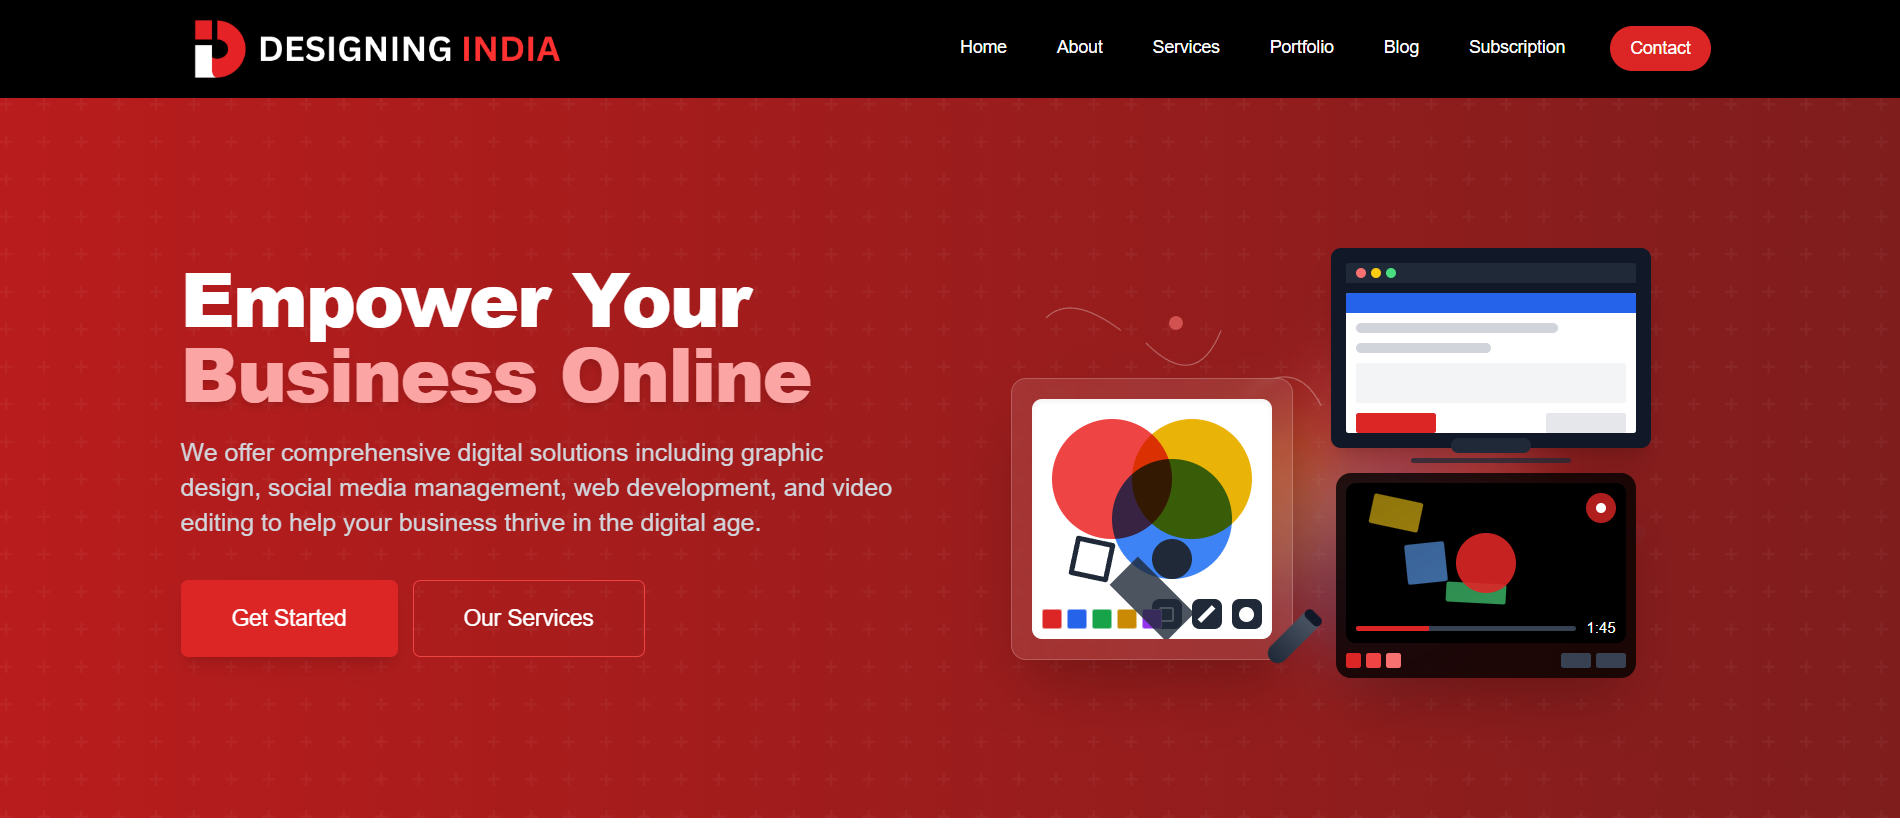 DESIGNING INDIA
Home About Services Portfolio Blog Subscription Contact
Empower Your
Business Online
We offer comprehensive digital solutions including graphic
design, social media management, web development, and video
editing to help your business thrive in the digital age.
Get Started
Our Services
1:45